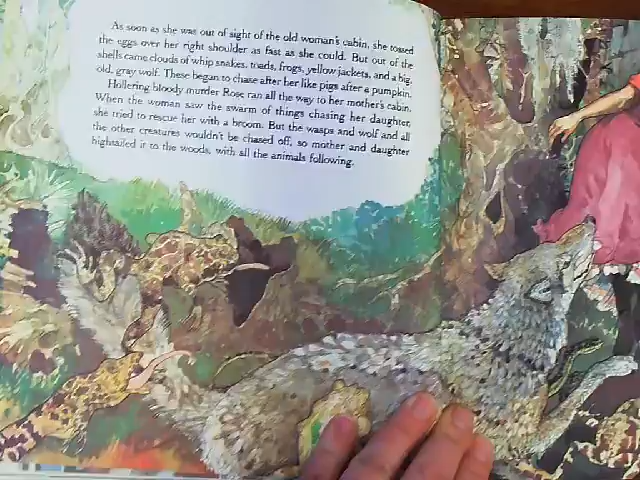 As soon as she was out of sight of the old woman's cabin, she tossed
the eggs over her right shoulder as fast as she could. But out of the
shells came clouds of whip snakes, toads, frogs, yellow jackets, and a big,
old, gray wolf. These began to chase after her like pigs after a pumpkin.
Hollering bloody murder Rose ran all the way to her mother's cabin.
When the woman saw the swarm of things chasing her daughter,
she tried to rescue her with a broom. But the wasps and wolf and all
the other creatures wouldn't be chased off, so mother and daughter
hightailed it to the woods, with all the animals following.